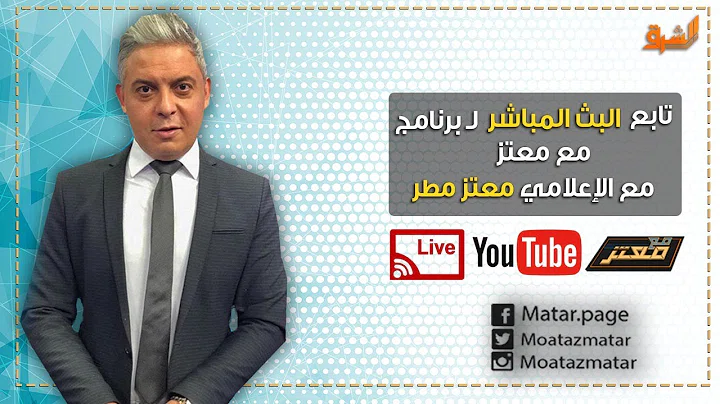 الشرق
تابع البث المباشر لـ برنامج
مع معتز
مع الإعلامي معتز مطر
Live
YouTube
مع معتز
Matar.page
Moatazmatar
Moatazmatar